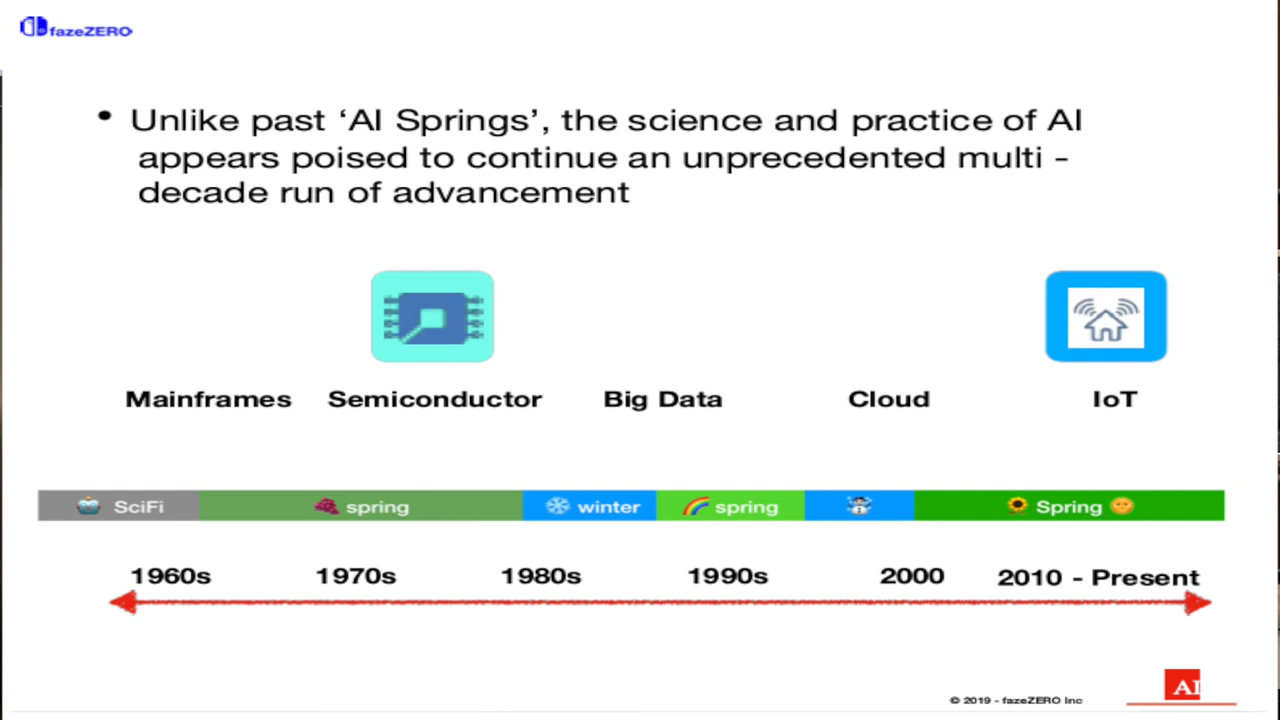 fazeZERO
• Unlike past ‘AI Springs’, the science and practice of AI
appears poised to continue an unprecedented multi -
decade run of advancement
Mainframes Semiconductor Big Data Cloud IoT
SciFi spring winter spring Spring
1960s 1970s 1980s 1990s 2000 2010 - Present
© 2019 - fazeZERO Inc
AI